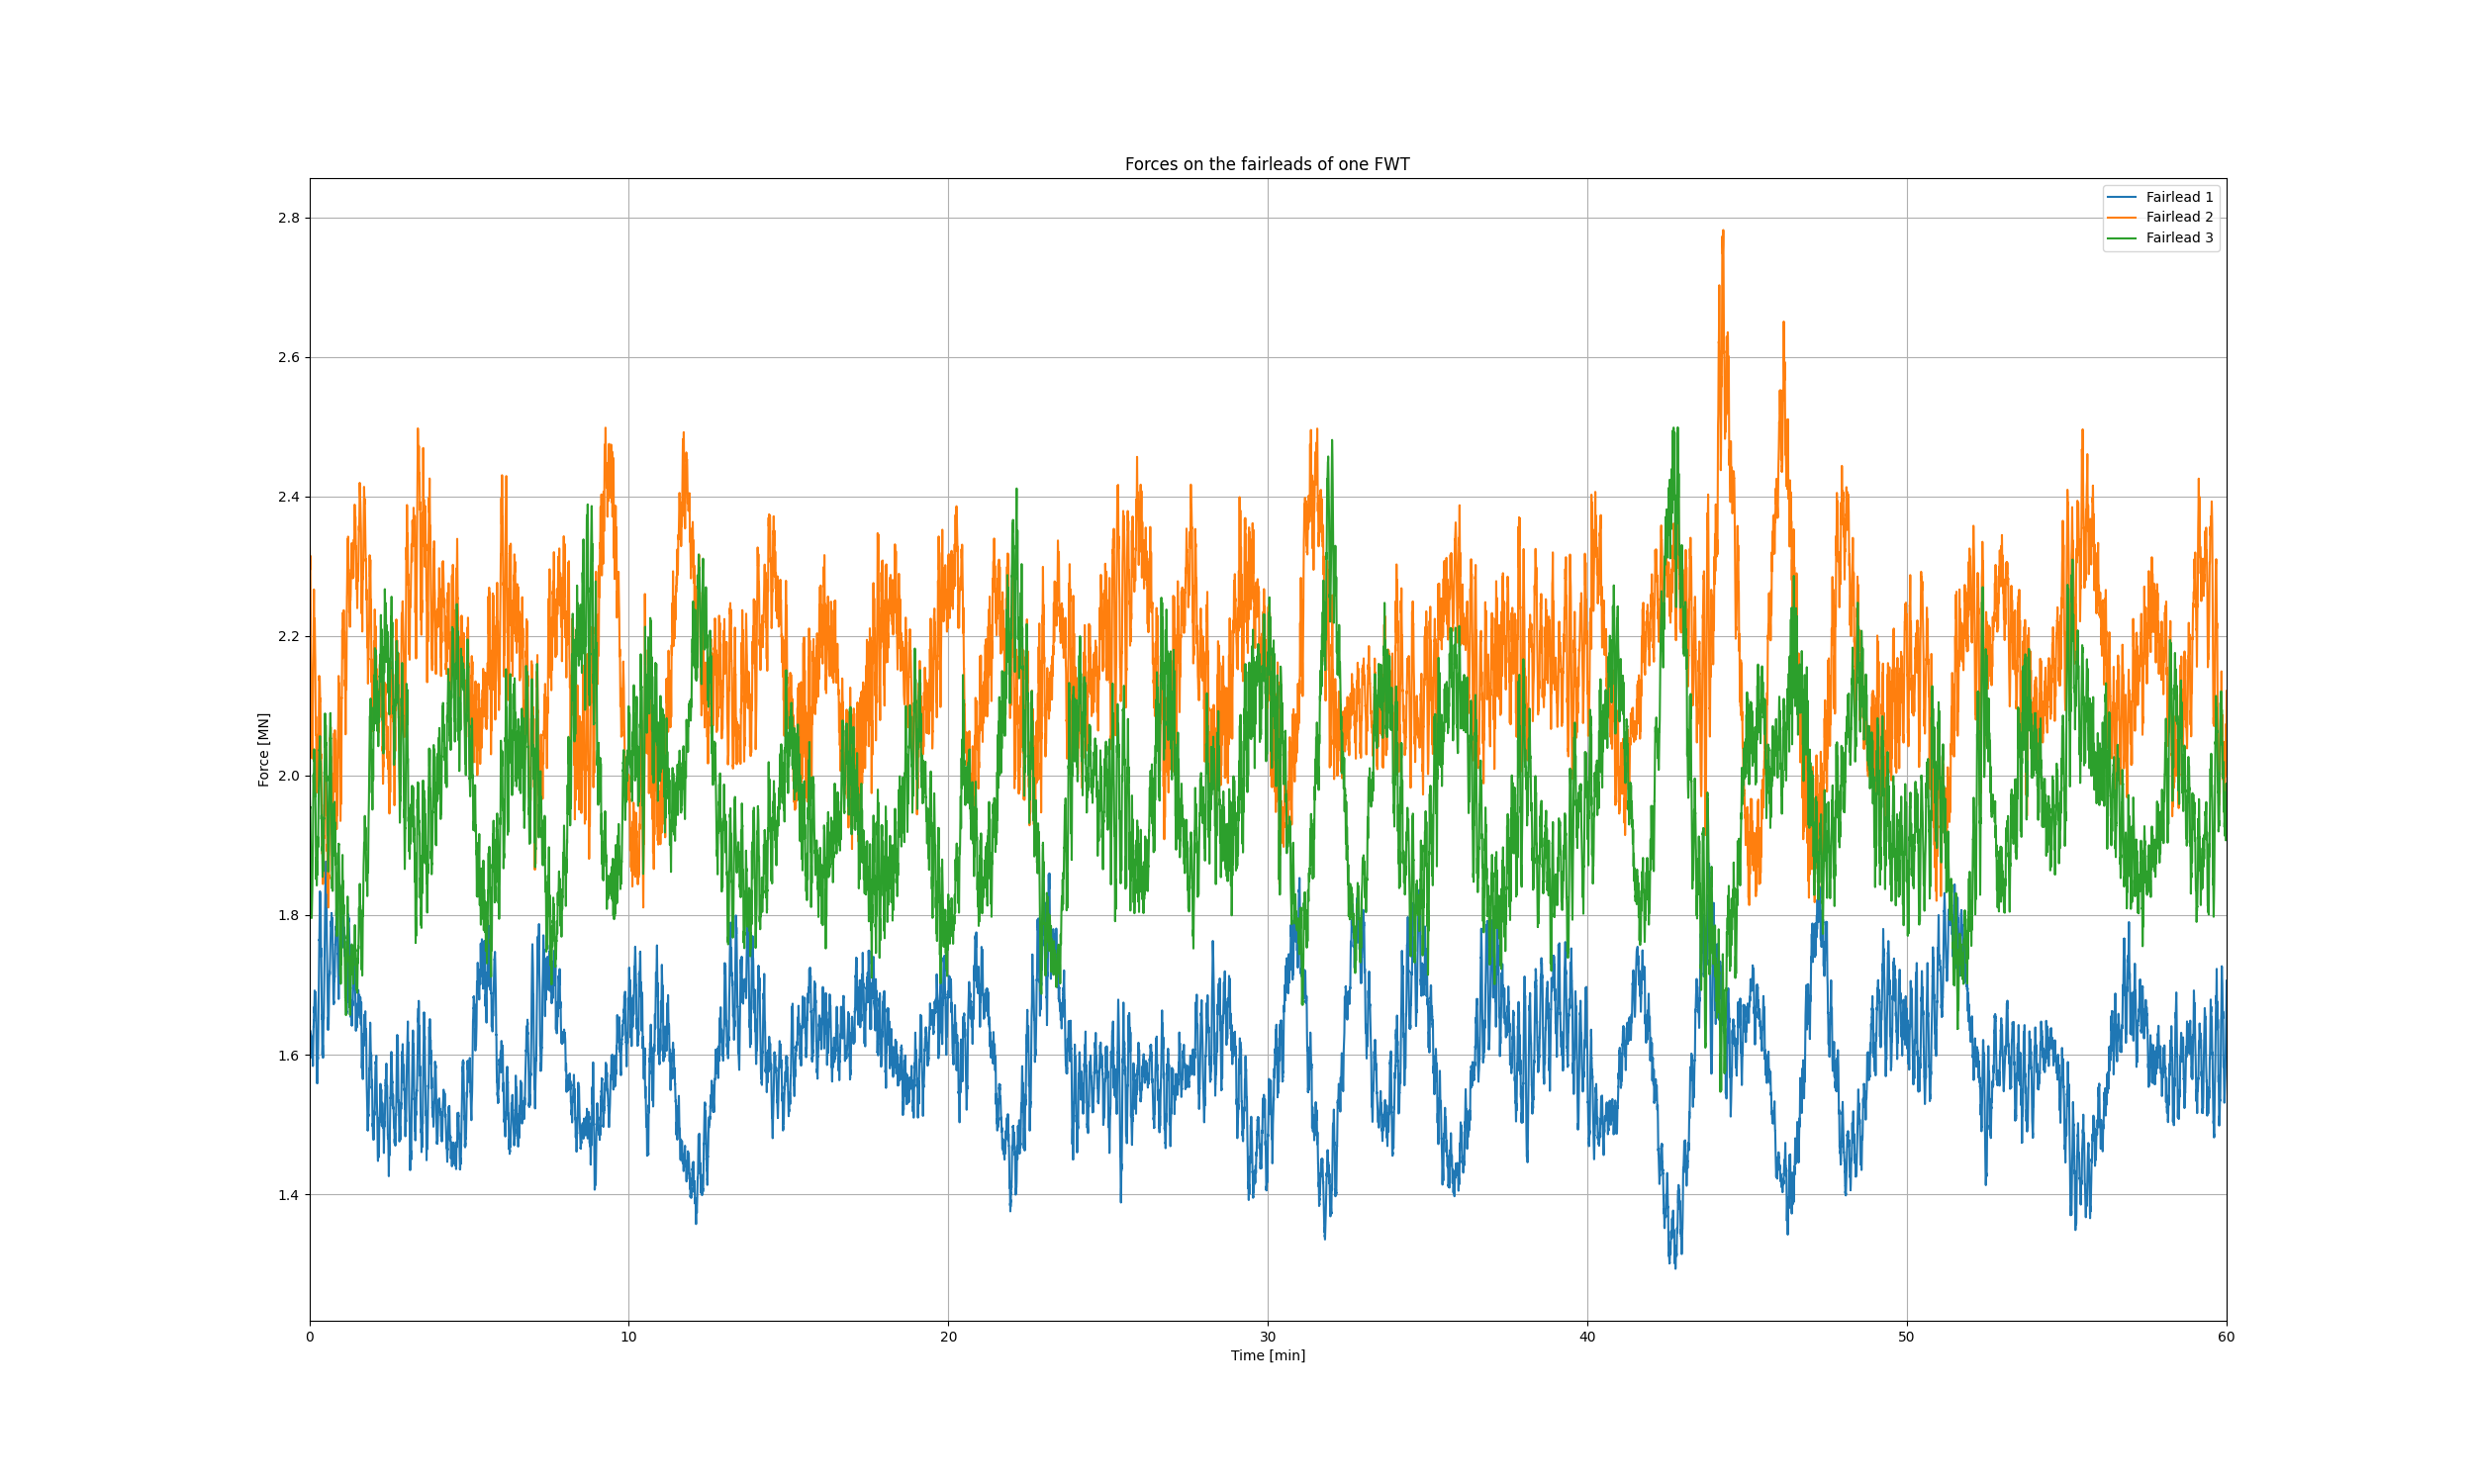 Forces on the fairleads of one FWT
Fairlead 1
Fairlead 2
Fairlead 3
2.8
2.6
2.4
2.2
2.0
1.8
1.6
1.4
Force [MN]
0 10 20 30 40 50 60
Time [min]